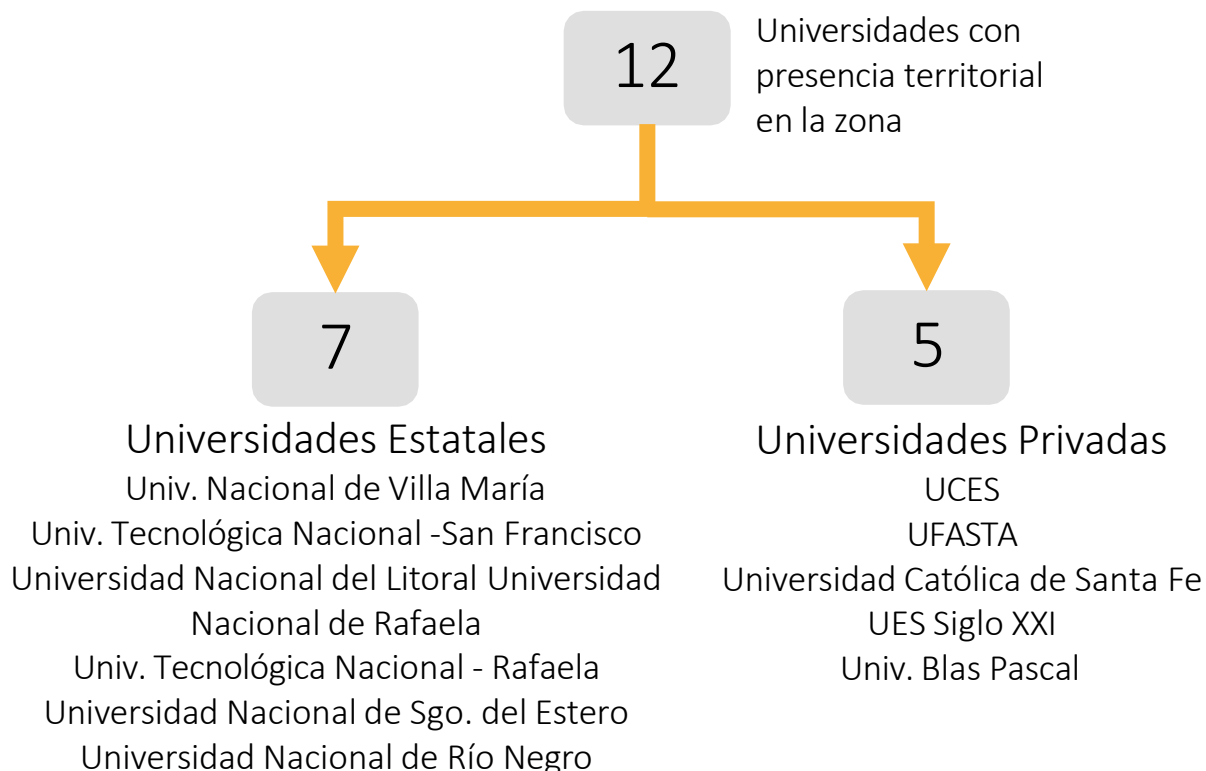 12
Universidades con
presencia territorial
en la zona
7
Universidades Estatales
Univ. Nacional de Villa María
Univ. Tecnológica Nacional -San Francisco
Universidad Nacional del Litoral Universidad
Nacional de Rafaela
Univ. Tecnológica Nacional - Rafaela
Universidad Nacional de Sgo. del Estero
Universidad Nacional de Río Negro
5
Universidades Privadas
UCES
UFASTA
Universidad Católica de Santa Fe
UES Siglo XXI
Univ. Blas Pascal